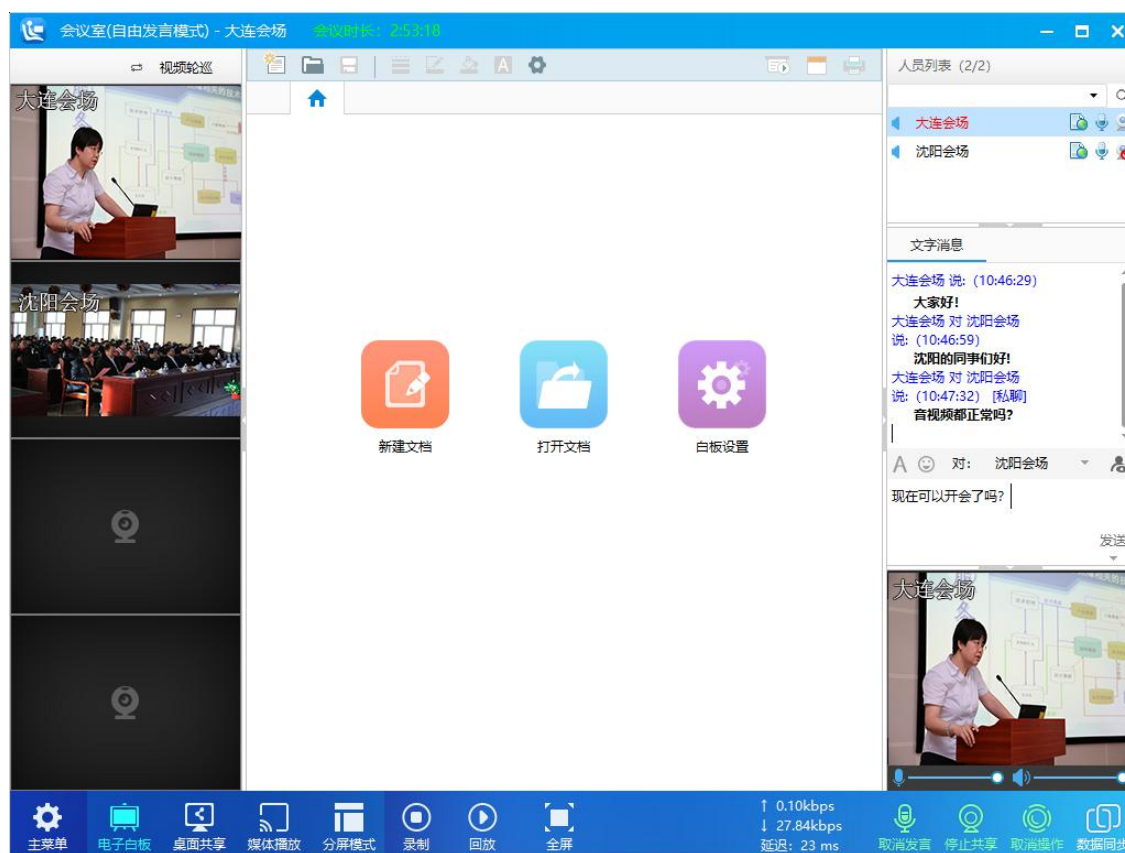 会议室(自由发言模式) - 大连会场 会议时长: 2:53:18
视频轮巡
大连会场
沈阳会场
新建文档
打开文档
白板设置
人员列表 (2/2)
大连会场
沈阳会场
文字消息
大连会场 说: (10:46:29)
大家好!
大连会场 对 沈阳会场
说: (10:46:59)
沈阳的同事们好!
大连会场 对 沈阳会场
说: (10:47:32) [私聊]
音视频都正常吗?
A 对: 沈阳会场
现在可以开会了吗?
发送
大连会场
主菜单
电子白板
桌面共享
媒体播放
分屏模式
录制
回放
全屏
↑ 0.10kbps
↓ 27.84kbps
延迟: 23 ms
取消发言
停止共享
取消操作
数据同步